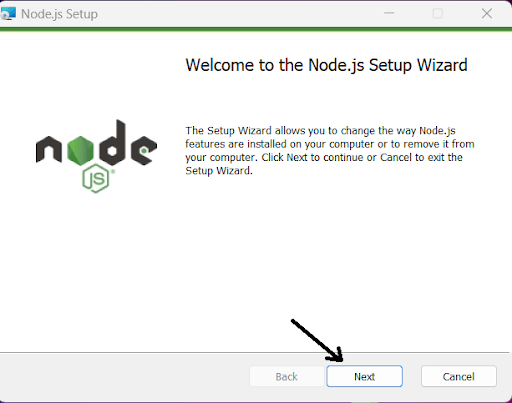 Node.js Setup
Welcome to the Node.js Setup Wizard
node
JS
The Setup Wizard allows you to change the way Node.js
features are installed on your computer or to remove it from
your computer. Click Next to continue or Cancel to exit the
Setup Wizard.
Back Next Cancel